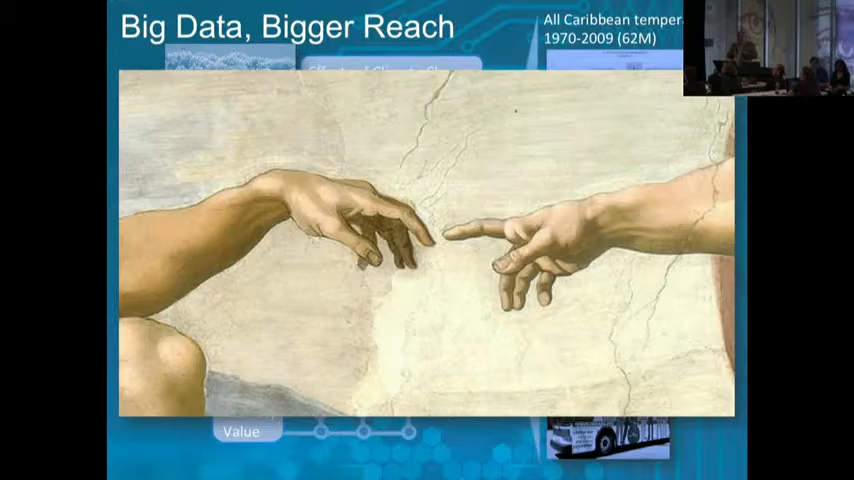 Big Data, Bigger Reach
All Caribbean temper
1970-2009 (62M)
Value